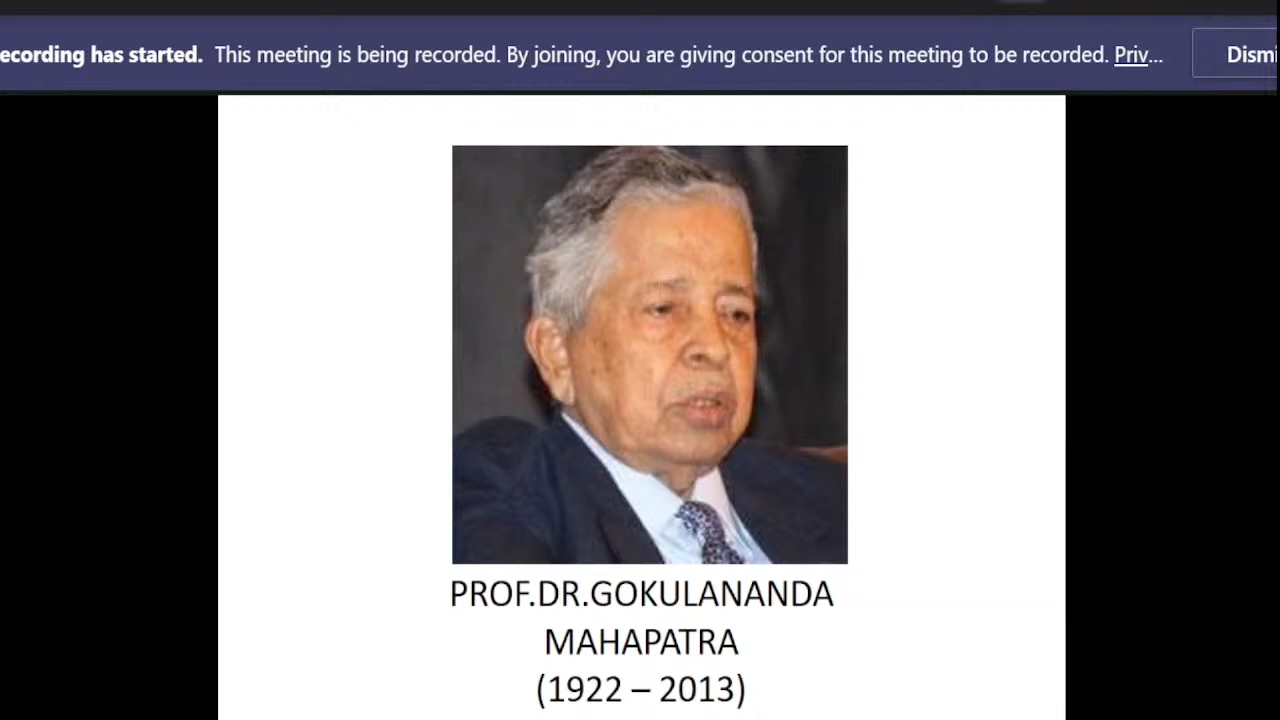 ecording has started. This meeting is being recorded. By joining, you are giving consent for this meeting to be recorded. Priv...
Dismi
PROF.DR.GOKULANANDA
MAHAPATRA
(1922 – 2013)